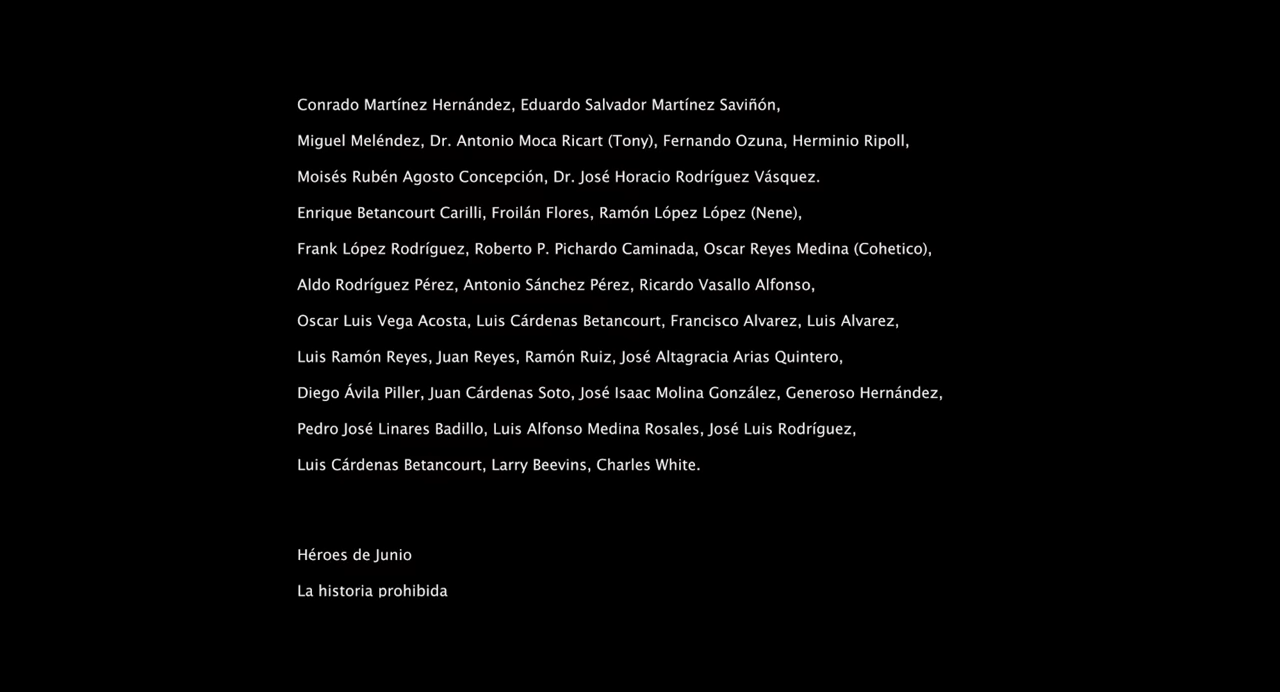 Conrado Martínez Hernández, Eduardo Salvador Martínez Saviñón,
Miguel Meléndez, Dr. Antonio Moca Ricart (Tony), Fernando Ozuna, Herminio Ripoll,
Moisés Rubén Agosto Concepción, Dr. José Horacio Rodríguez Vásquez.
Enrique Betancourt Carilli, Froilán Flores, Ramón López López (Nene),
Frank López Rodríguez, Roberto P. Pichardo Caminada, Oscar Reyes Medina (Cohetico),
Aldo Rodríguez Pérez, Antonio Sánchez Pérez, Ricardo Vasallo Alfonso,
Oscar Luis Vega Acosta, Luis Cárdenas Betancourt, Francisco Alvarez, Luis Alvarez,
Luis Ramón Reyes, Juan Reyes, Ramón Ruiz, José Altagracia Arias Quintero,
Diego Ávila Piller, Juan Cárdenas Soto, José Isaac Molina González, Generoso Hernández,
Pedro José Linares Badillo, Luis Alfonso Medina Rosales, José Luis Rodríguez,
Luis Cárdenas Betancourt, Larry Beevins, Charles White.
Héroes de Junio
La historia prohibida